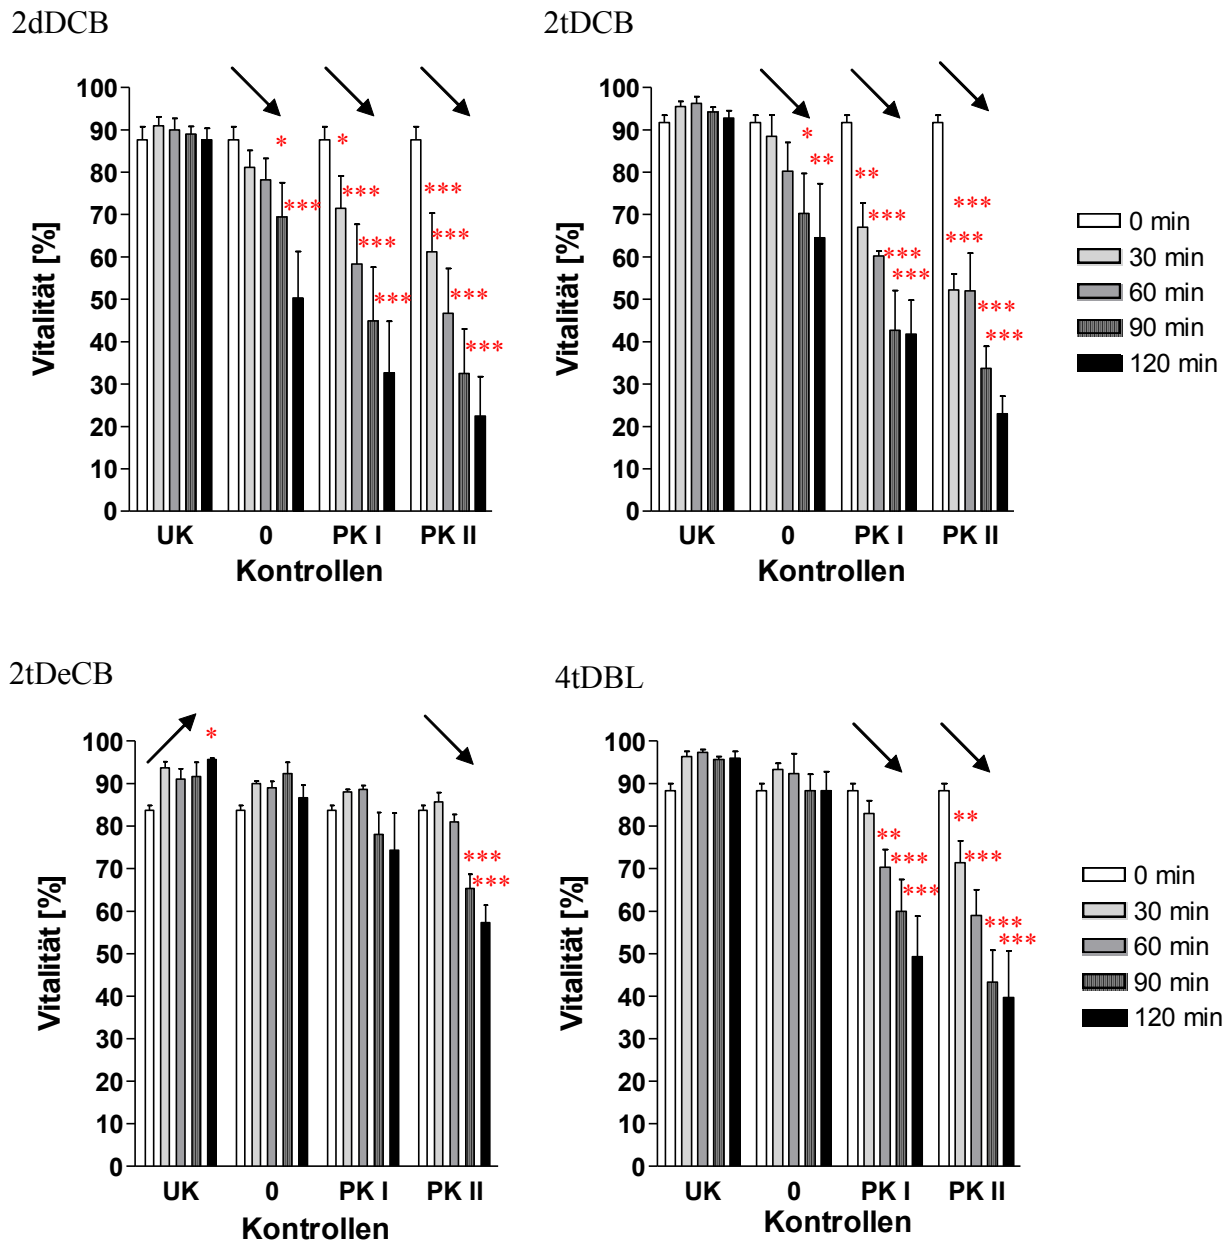 2dDCB
*
*
***
***
***
***
***
***
***
***
100
90
80
70
60
50
40
30
20
10
0
Vitalität [%]
UK 0 PK I PK II
Kontrollen
2tDCB
*
**
**
***
***
***
***
***
***
***
100
90
80
70
60
50
40
30
20
10
0
Vitalität [%]
UK 0 PK I PK II
Kontrollen
0 min
30 min
60 min
90 min
120 min
2tDeCB
*
***
***
100
90
80
70
60
50
40
30
20
10
0
Vitalität [%]
UK 0 PK I PK II
Kontrollen
4tDBL
**
**
***
***
***
***
***
100
90
80
70
60
50
40
30
20
10
0
Vitalität [%]
UK 0 PK I PK II
Kontrollen
0 min
30 min
60 min
90 min
120 min